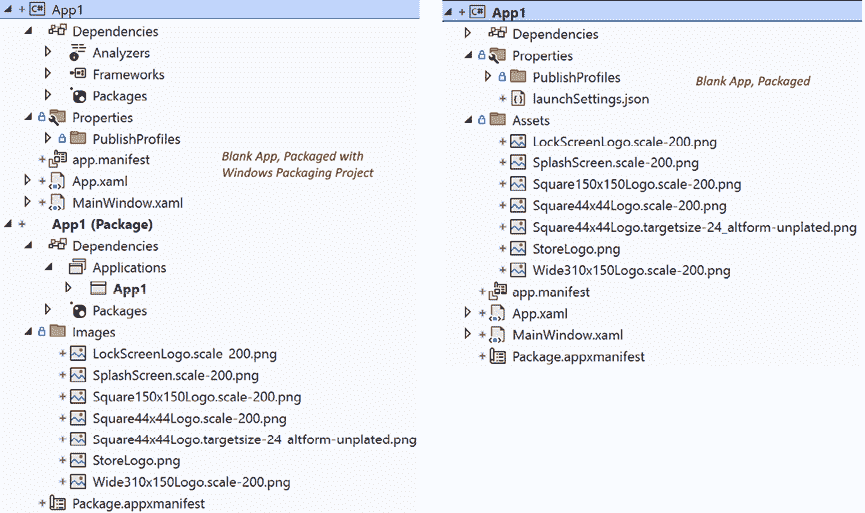 App1
Dependencies
Analyzers
Frameworks
Packages
Properties
PublishProfiles
app.manifest
Blank App, Packaged with
Windows Packaging Project
App.xaml
MainWindow.xaml
App1 (Package)
Dependencies
Applications
App1
Packages
Images
LockScreenLogo.scale 200.png
SplashScreen.scale-200.png
Square150x150Logo.scale-200.png
Square44x44Logo.scale-200.png
Square44x44Logo.targetsize-24 altform-unplated.png
StoreLogo.png
Wide310x150Logo.scale-200.png
Package.appxmanifest
App1
Dependencies
Properties
PublishProfiles
Blank App, Packaged
launchSettings.json
Assets
LockScreenLogo.scale-200.png
SplashScreen.scale-200.png
Square150x150Logo.scale-200.png
Square44x44Logo.scale-200.png
Square44x44Logo.targetsize-24_altform-unplated.png
StoreLogo.png
Wide310x150Logo.scale-200.png
app.manifest
App.xaml
MainWindow.xaml
Package.appxmanifest